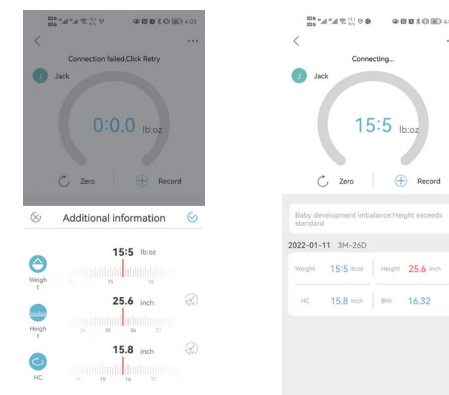 4:03
Connection failed,Click Retry
J Jack
0:0.0 lb:oz
Zero
Record
Additional information
15:5 lb:oz
Weigh
t
15 16
25.6 inch
Heigh
t
24 25 26 27
15.8 inch
HC
14 15 16 17
Connecting...
J Jack
15:5 lb:oz
Zero
Record
Baby development imbalance:Height exceeds
standard
2022-01-11 3M-26D
Weight 15:5 lb:oz Height 25.6 inch
HC 15.8 inch BMI 16.32